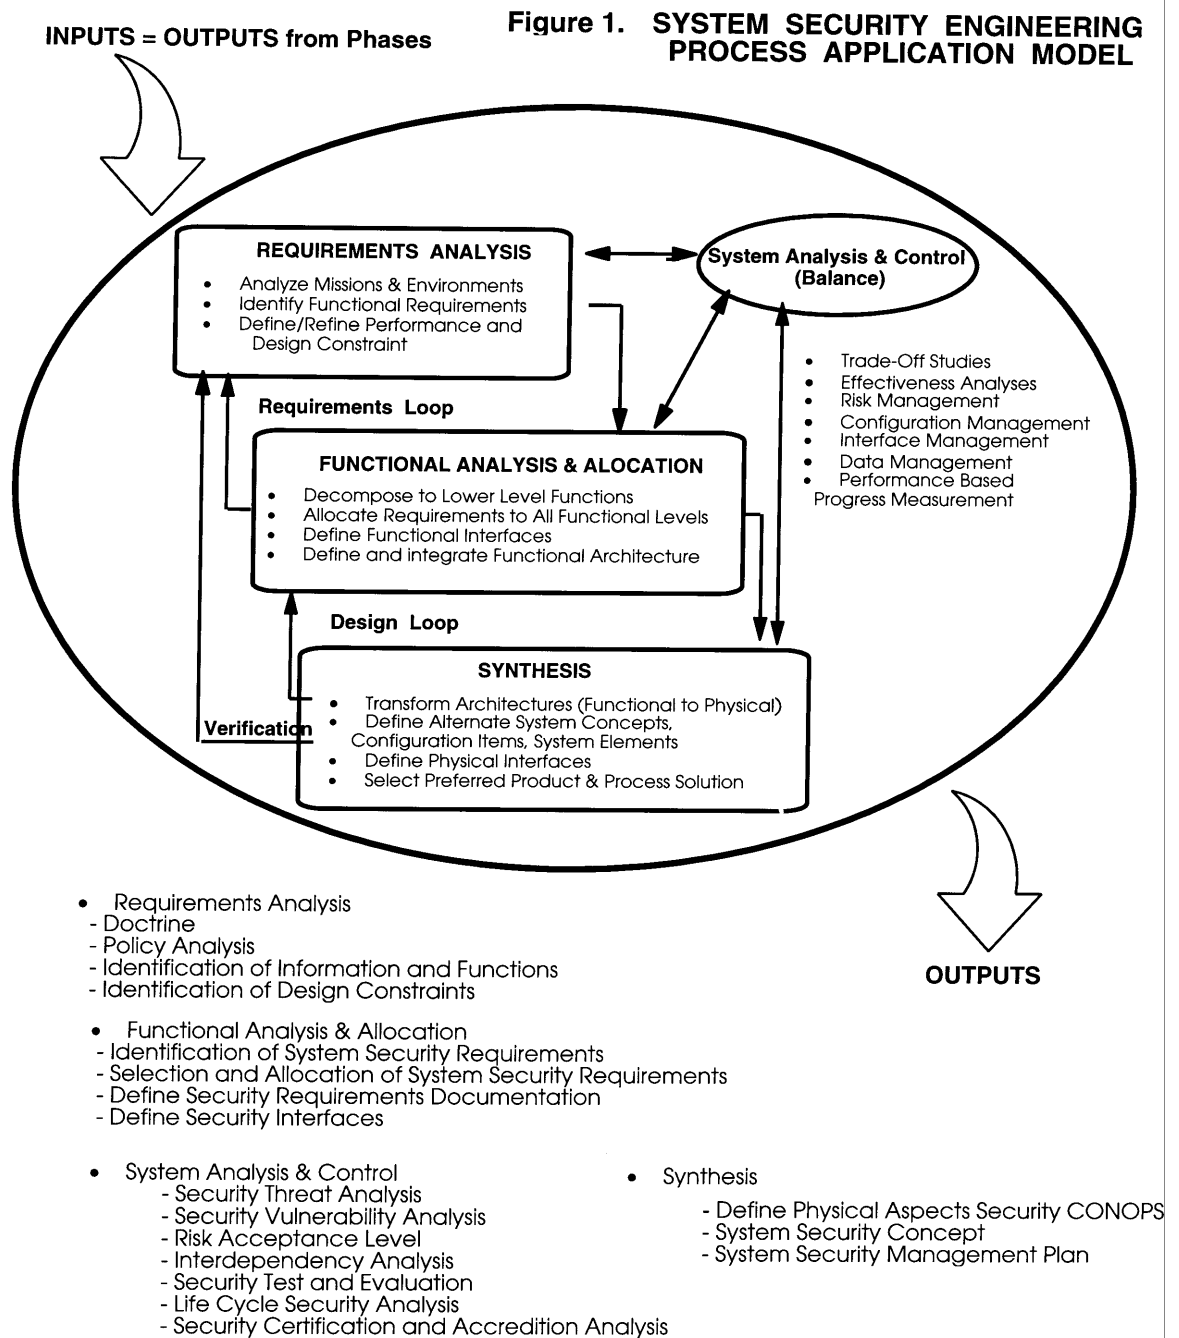 INPUTS = OUTPUTS from Phases
Figure 1. SYSTEM SECURITY ENGINEERING
PROCESS APPLICATION MODEL
REQUIREMENTS ANALYSIS
• Analyze Missions & Environments
• Identify Functional Requirements
• Define/Refine Performance and
Design Constraint
System Analysis & Control
(Balance)
• Trade-Off Studies
• Effectiveness Analyses
• Risk Management
• Configuration Management
• Interface Management
• Data Management
• Performance Based
Progress Measurement
Requirements Loop
FUNCTIONAL ANALYSIS & ALOCATION
• Decompose to Lower Level Functions
• Allocate Requirements to All Functional Levels
• Define Functional Interfaces
• Define and integrate Functional Architecture
Design Loop
SYNTHESIS
• Transform Architectures (Functional to Physical)
• Define Alternate System Concepts,
Configuration Items, System Elements
• Define Physical Interfaces
• Select Preferred Product & Process Solution
Verification
OUTPUTS
• Requirements Analysis
- Doctrine
- Policy Analysis
- Identification of Information and Functions
- Identification of Design Constraints
• Functional Analysis & Allocation
- Identification of System Security Requirements
- Selection and Allocation of System Security Requirements
- Define Security Requirements Documentation
- Define Security Interfaces
• System Analysis & Control
- Security Threat Analysis
- Security Vulnerability Analysis
- Risk Acceptance Level
- Interdependency Analysis
- Security Test and Evaluation
- Life Cycle Security Analysis
- Security Certification and Accredition Analysis
• Synthesis
- Define Physical Aspects Security CONOPS
- System Security Concept
- System Security Management Plan